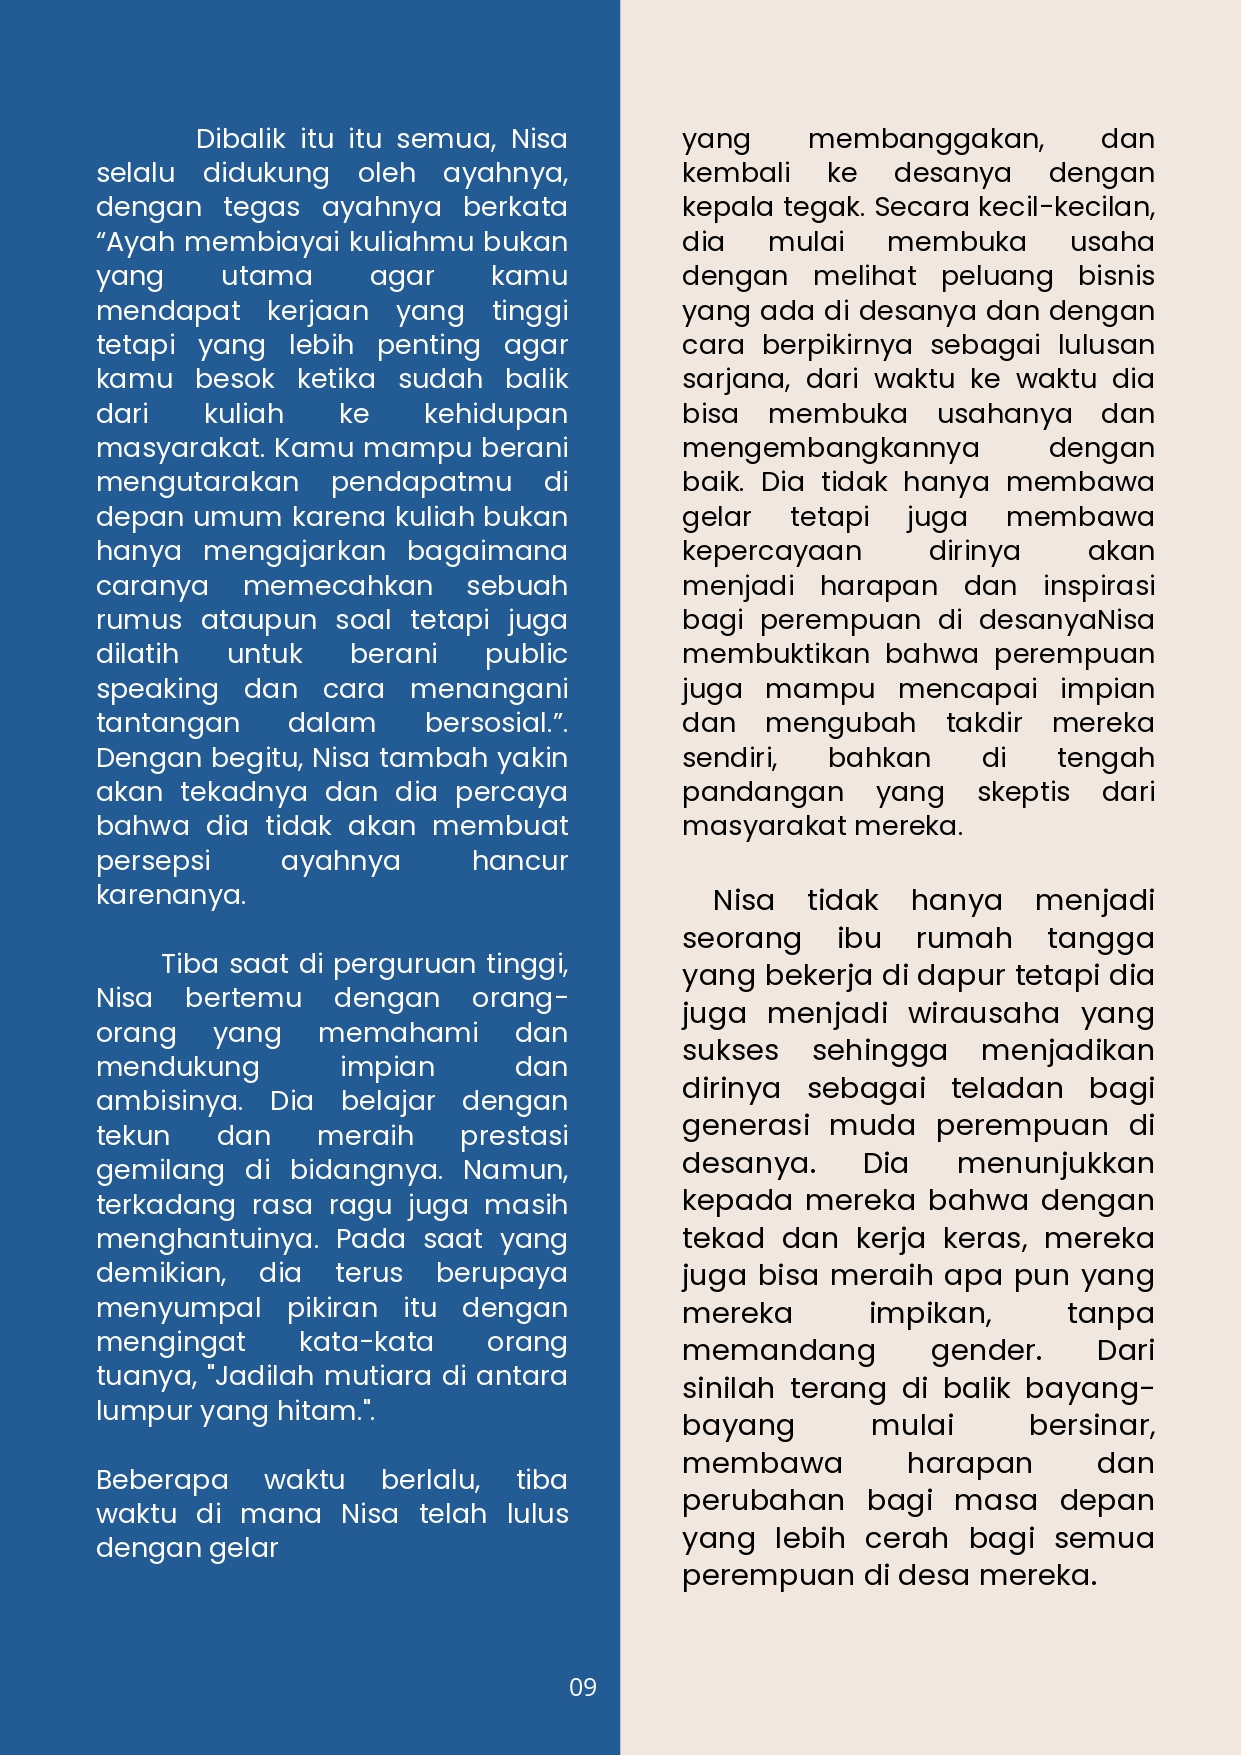 Dibalik itu itu semua, Nisa
selalu didukung oleh ayahnya,
dengan tegas ayahnya berkata
“Ayah membiayai kuliahmu bukan
yang utama agar kamu
mendapat kerjaan yang tinggi
tetapi yang lebih penting agar
kamu besok ketika sudah balik
dari kuliah ke kehidupan
masyarakat. Kamu mampu berani
mengutarakan pendapatmu di
depan umum karena kuliah bukan
hanya mengajarkan bagaimana
caranya memecahkan sebuah
rumus ataupun soal tetapi juga
dilatih untuk berani public
speaking dan cara menangani
tantangan dalam bersosial.”.
Dengan begitu, Nisa tambah yakin
akan tekadnya dan dia percaya
bahwa dia tidak akan membuat
persepsi ayahnya hancur
karenanya.
Tiba saat di perguruan tinggi,
Nisa bertemu dengan orang-
orang yang memahami dan
mendukung impian dan
ambisinya. Dia belajar dengan
tekun dan meraih prestasi
gemilang di bidangnya. Namun,
terkadang rasa ragu juga masih
menghantuinya. Pada saat yang
demikian, dia terus berupaya
menyumpal pikiran itu dengan
mengingat kata-kata orang
tuanya, "Jadilah mutiara di antara
lumpur yang hitam.".
Beberapa waktu berlalu, tiba
waktu di mana Nisa telah lulus
dengan gelar
yang membanggakan, dan
kembali ke desanya dengan
kepala tegak. Secara kecil-kecilan,
dia mulai membuka usaha
dengan melihat peluang bisnis
yang ada di desanya dan dengan
cara berpikirnya sebagai lulusan
sarjana, dari waktu ke waktu dia
bisa membuka usahanya dan
mengembangkannya dengan
baik. Dia tidak hanya membawa
gelar tetapi juga membawa
kepercayaan dirinya akan
menjadi harapan dan inspirasi
bagi perempuan di desanyaNisa
membuktikan bahwa perempuan
juga mampu mencapai impian
dan mengubah takdir mereka
sendiri, bahkan di tengah
pandangan yang skeptis dari
masyarakat mereka.
Nisa tidak hanya menjadi
seorang ibu rumah tangga
yang bekerja di dapur tetapi dia
juga menjadi wirausaha yang
sukses sehingga menjadikan
dirinya sebagai teladan bagi
generasi muda perempuan di
desanya. Dia menunjukkan
kepada mereka bahwa dengan
tekad dan kerja keras, mereka
juga bisa meraih apa pun yang
mereka impikan, tanpa
memandang gender. Dari
sinilah terang di balik bayang-
bayang mulai bersinar,
membawa harapan dan
perubahan bagi masa depan
yang lebih cerah bagi semua
perempuan di desa mereka.
09